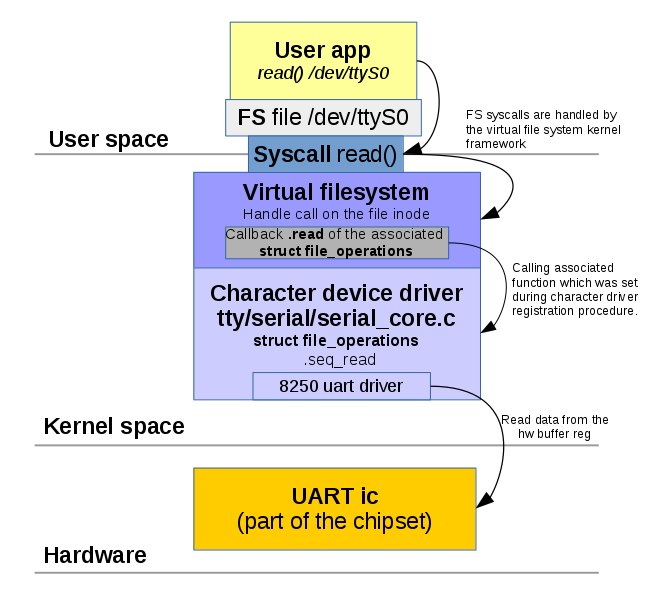 User app
read() /dev/ttyS0
FS file /dev/ttyS0
User space
Syscall read()
FS syscalls are handled by
the virtual file system kernel
framework
Virtual filesystem
Handle call on the file inode
Callback .read of the associated
struct file_operations
Calling associated
function which was set
during character driver
registration procedure.
Character device driver
tty/serial/serial_core.c
struct file_operations
.seq_read
8250 uart driver
Kernel space
Read data from the
hw buffer reg
UART ic
(part of the chipset)
Hardware